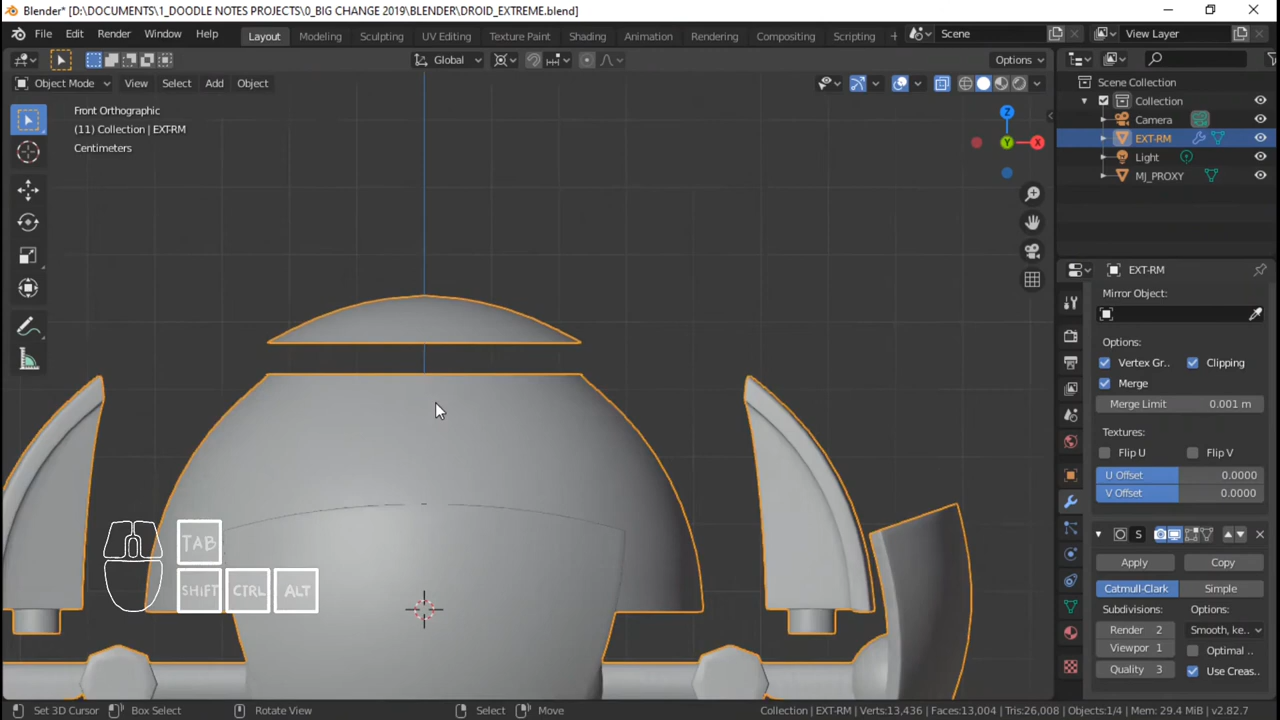 Blender* [D:\DOCUMENTS\1_DOODLE NOTES PROJECTS\0_BIG CHANGE 2019\BLENDER\DROID_EXTREME.blend]
File Edit Render Window Help Layout Modeling Sculpting UV Editing Texture Paint Shading Animation Rendering Compositing Scripting + Scene View Layer
Global Options
Object Mode View Select Add Object
Front Orthographic
(11) Collection | EXT-RM
Centimeters
Z
Y
X
Scene Collection
Collection
Camera
EXT-RM
Light
MJ_PROXY
EXT-RM
Mirror Object:
Options:
Vertex Gr.. Clipping
Merge
Merge Limit 0.001 m
Textures:
Flip U Flip V
U Offset 0.0000
V Offset 0.0000
S
Apply Copy
Catmull-Clark Simple
Subdivisions: Options:
Render 2 Smooth, ke..
Viewpor 1 Optimal ..
Quality 3 Use Creas..
TAB
SHIFT CTRL ALT
Set 3D Cursor Box Select Rotate View Select Move Collection | EXT-RM | Verts:13,436 | Faces:13,004 | Tris:26,008 | Objects:1/4 | Mem: 29.4 MiB | v2.82.7